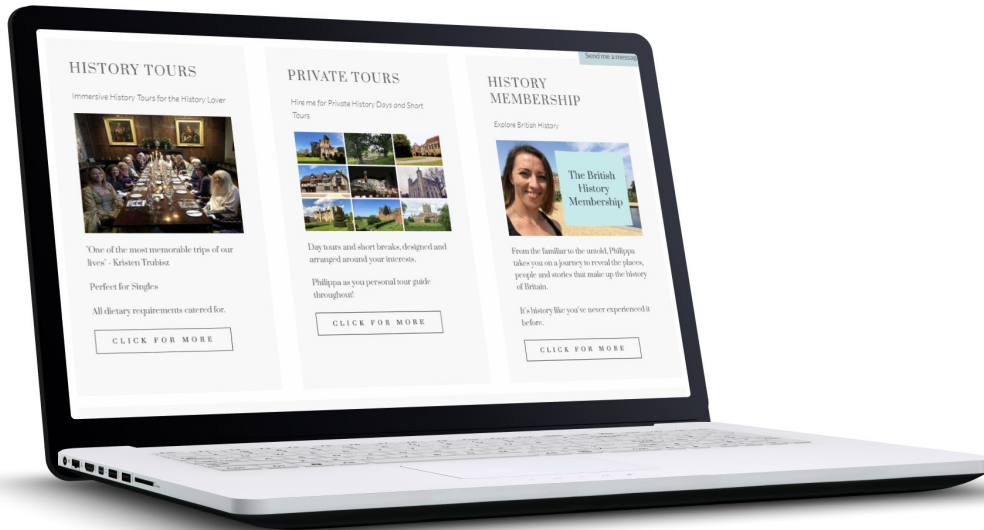 HISTORY TOURS
Immersive History Tours for the History Lover
"One of the most memorable trips of our
lives" - Kristen Trubisz
Perfect for Singles
All dietary requirements catered for.
CLICK FOR MORE
PRIVATE TOURS
Hire me for Private History Days and Short
Tours
Day tours and short breaks, designed and
arranged around your interests.
Philippa as you personal tour guide
throughout!
CLICK FOR MORE
Send me a messag
HISTORY
MEMBERSHIP
Explore British History
The British
History
Membership
From the familiar to the untold, Philippa
takes you on a journey to reveal the places,
people and stories that make up the history
of Britain.
It's history like you've never experienced it
before.
CLICK FOR MORE